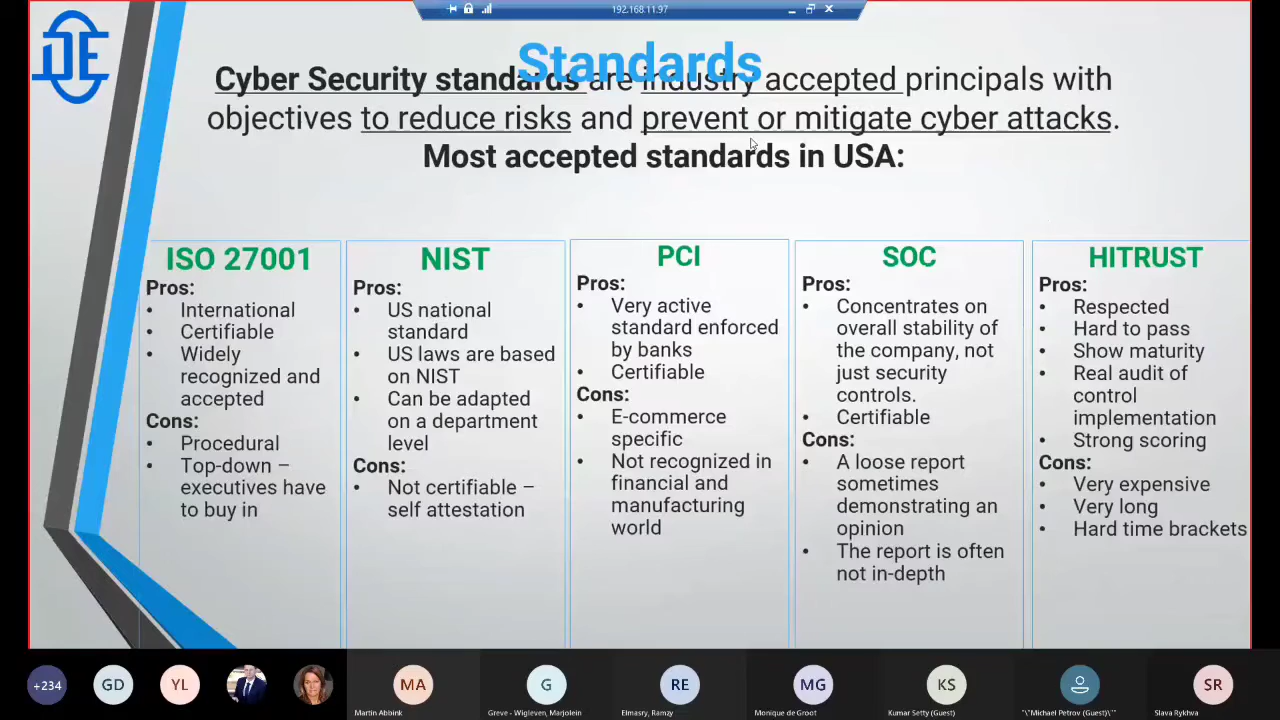 192.168.11.97
DE
Standards
Cyber Security standards are industry accepted principals with
objectives to reduce risks and prevent or mitigate cyber attacks.
Most accepted standards in USA:
ISO 27001
Pros:
• International
• Certifiable
• Widely
recognized and
accepted
Cons:
• Procedural
• Top-down –
executives have
to buy in
NIST
Pros:
• US national
standard
• US laws are based
on NIST
• Can be adapted
on a department
level
Cons:
• Not certifiable –
self attestation
PCI
Pros:
• Very active
standard enforced
by banks
• Certifiable
Cons:
• E-commerce
specific
• Not recognized in
financial and
manufacturing
world
SOC
Pros:
• Concentrates on
overall stability of
the company, not
just security
controls.
• Certifiable
Cons:
• A loose report
sometimes
demonstrating an
opinion
• The report is often
not in-depth
HITRUST
Pros:
• Respected
• Hard to pass
• Show maturity
• Real audit of
control
implementation
• Strong scoring
Cons:
• Very expensive
• Very long
• Hard time brackets
+234
GD
YL
MA
Martin Abbink
G
Greve - Wigleven, Marjolein
RE
Elmasry, Ramzy
MG
Monique de Groot
KS
Kumar Setty (Guest)
"\"Michael Petrov (Guest)\""
SR
Slava Rykhva